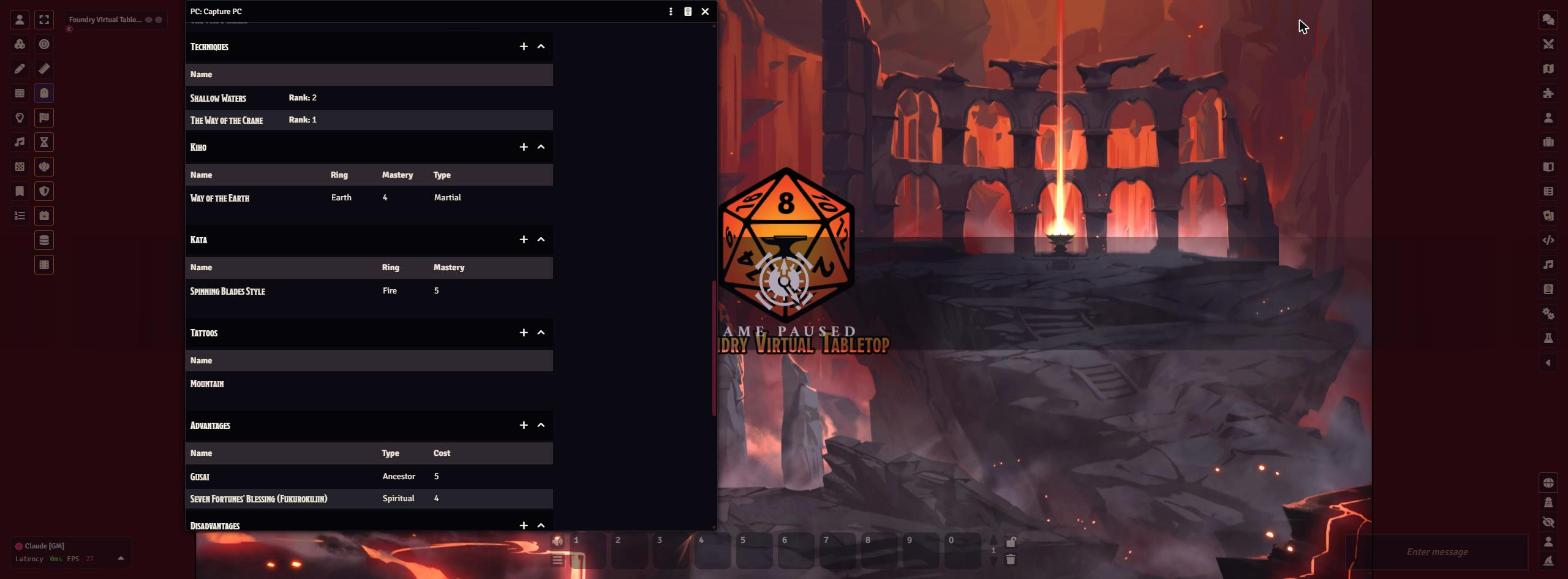 Foundry Virtual Table...
PC: Capture PC
Techniques
Name
Shallow Waters Rank: 2
The Way of the Crane Rank: 1
Kiho
Name Ring Mastery Type
Way of the Earth Earth 4 Martial
Kata
Name Ring Mastery
Spinning Blades Style Fire 5
Tattoos
Name
Mountain
Advantages
Name Type Cost
Gusai Ancestor 5
Seven Fortunes' Blessing (Fukurokujin) Spiritual 4
Disadvantages
8
AME PAUSED
DRY VIRTUAL TABLETOP
Claude [GM]
Latency 0ms FPS 27
1 2 3 4 5 6 7 8 9 0
1
Enter message